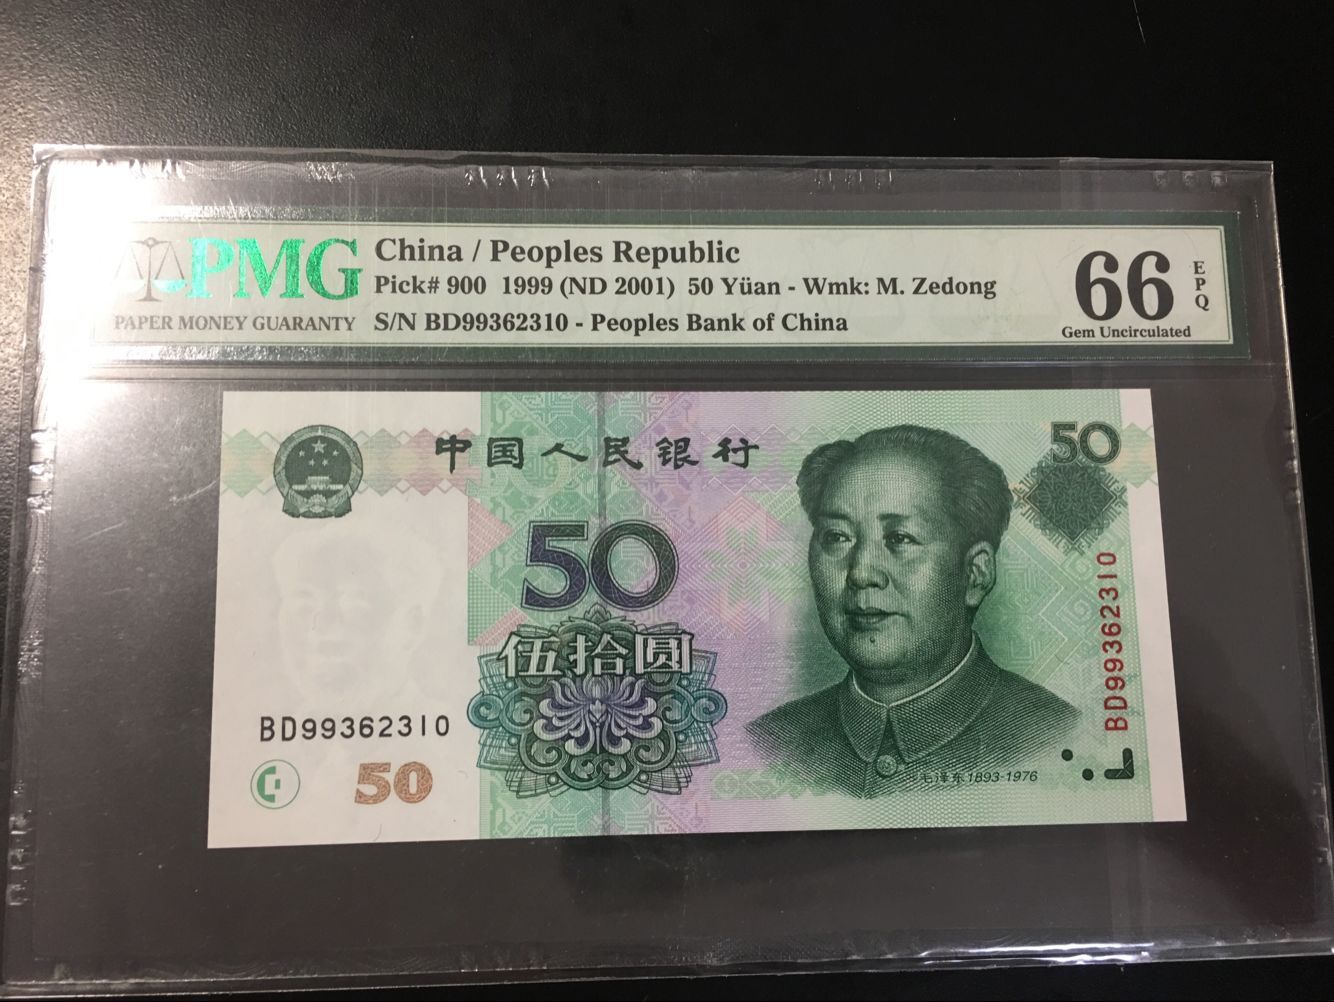 PMG
PAPER MONEY GUARANTY
China / Peoples Republic
Pick# 900 1999 (ND 2001) 50 Yüan - Wmk: M. Zedong
S/N BD99362310 - Peoples Bank of China
66
EPQ
Gem Uncirculated
中国人民银行
50
50
伍拾圆
BD99362310
BD99362310
50
毛泽东1893-1976